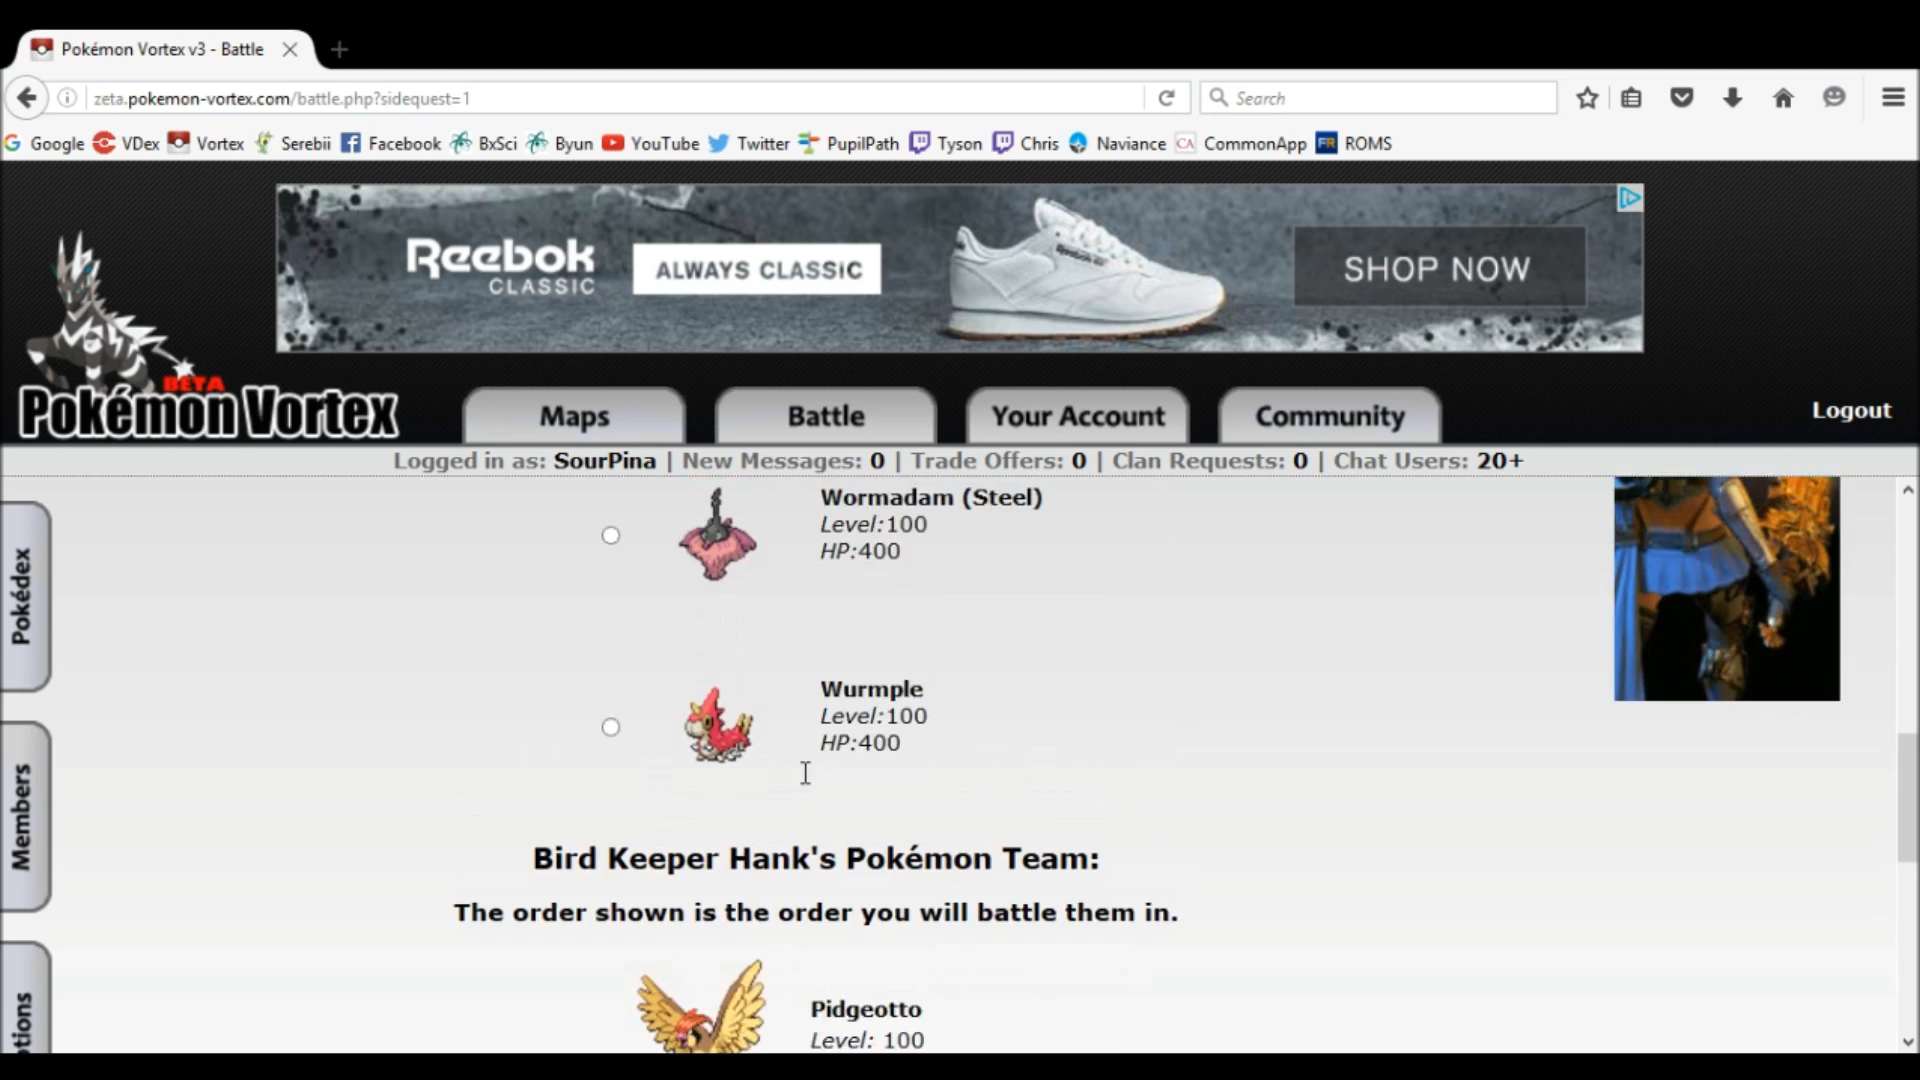 Pokémon Vortex v3 - Battle
zeta.pokemon-vortex.com/battle.php?sidequest=1
Search
Google VDex Vortex Serebii Facebook BxSci Byun YouTube Twitter PupilPath Tyson Chris Naviance CA CommonApp FR ROMS
Reebok
CLASSIC
ALWAYS CLASSIC
SHOP NOW
BETA
Pokémon Vortex
Maps
Battle
Your Account
Community
Logout
Logged in as: SourPina | New Messages: 0 | Trade Offers: 0 | Clan Requests: 0 | Chat Users: 20+
Pokédex
Members
Wormadam (Steel)
Level:100
HP:400
Wurmple
Level:100
HP:400
Bird Keeper Hank's Pokémon Team:
The order shown is the order you will battle them in.
Pidgeotto
Level: 100